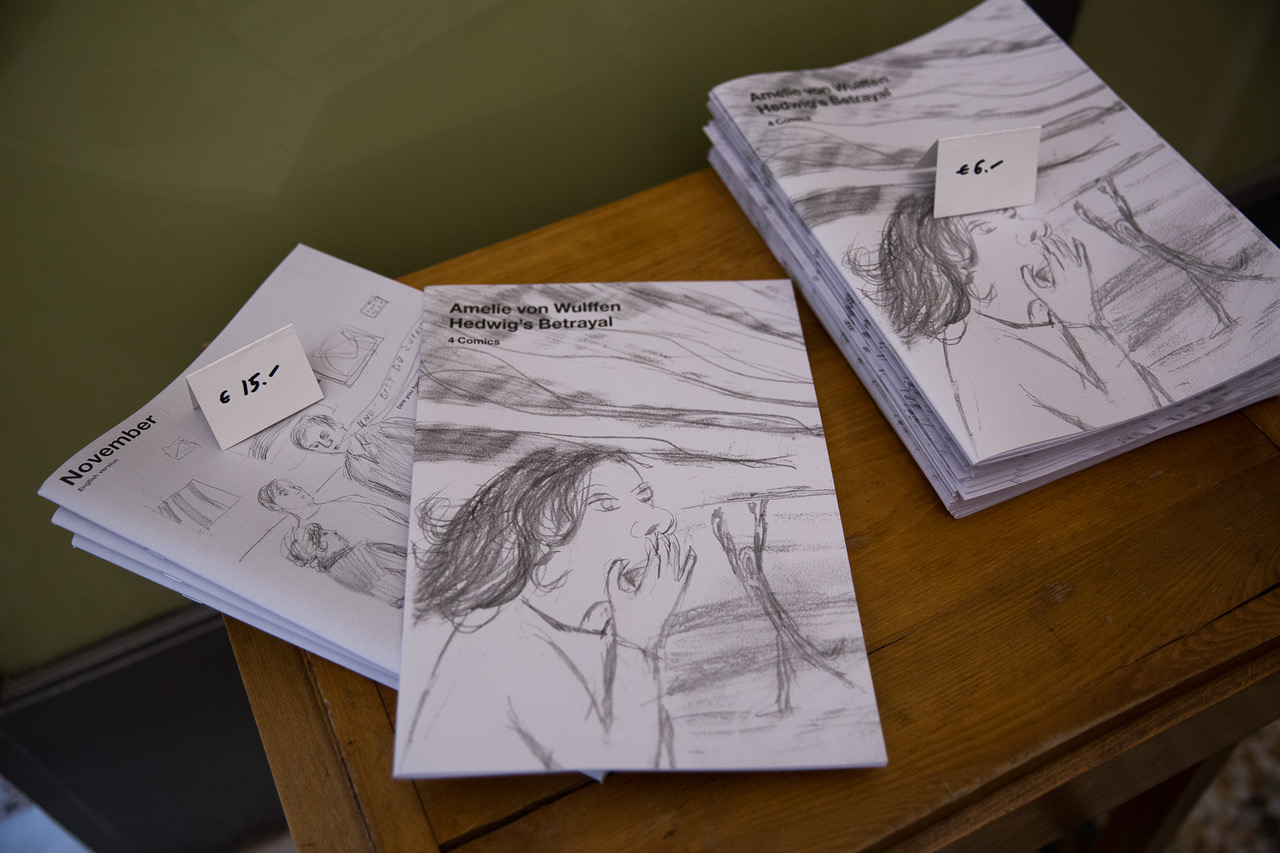 Amelie von Wulffen
Hedwig's Betrayal
4 Comics
€ 6.-
€ 15.-
November
English version
Amelie von Wulffen
Hedwig's Betrayal
4 Comics